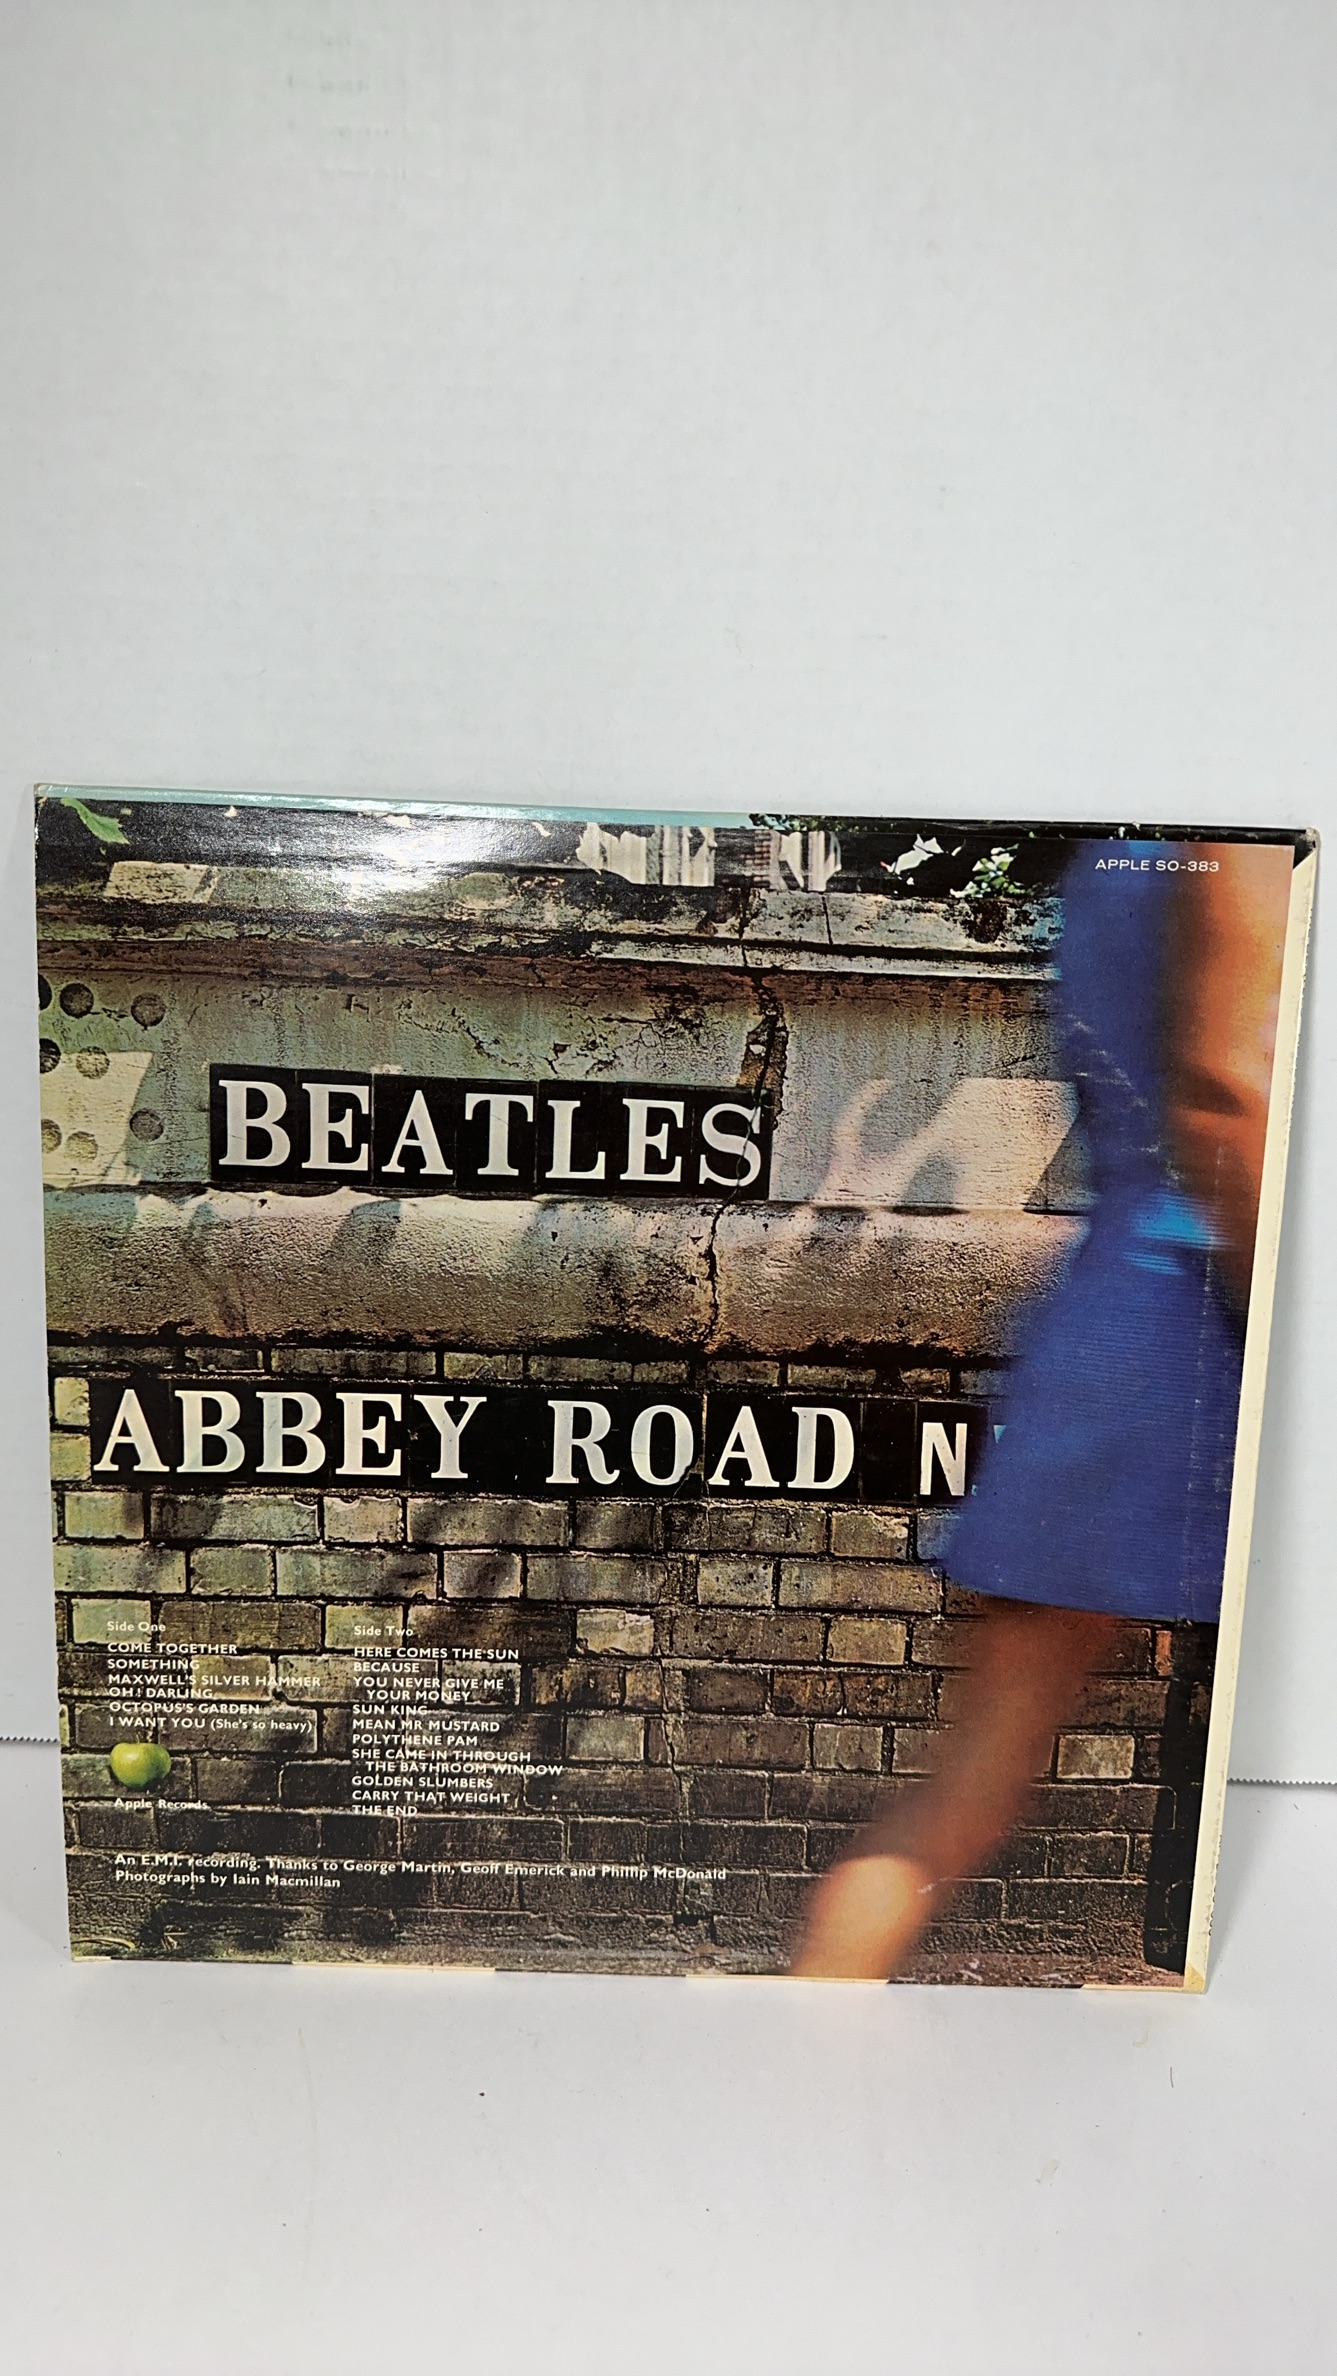 APPLE SO-383
BEATLES
ABBEY ROAD N
Side One
COME TOGETHER
SOMETHING
MAXWELL'S SILVER HAMMER
OH! DARLING
OCTOPUS'S GARDEN
I WANT YOU (She's so heavy)
Apple Records
Side Two
HERE COMES THE SUN
BECAUSE
YOU NEVER GIVE ME
YOUR MONEY
SUN KING
MEAN MR MUSTARD
POLYTHENE PAM
SHE CAME IN THROUGH
THE BATHROOM WINDOW
GOLDEN SLUMBERS
CARRY THAT WEIGHT
THE END
An E.M.I. recording. Thanks to George Martin, Geoff Emerick and Phillip McDonald
Photographs by Iain Macmillan